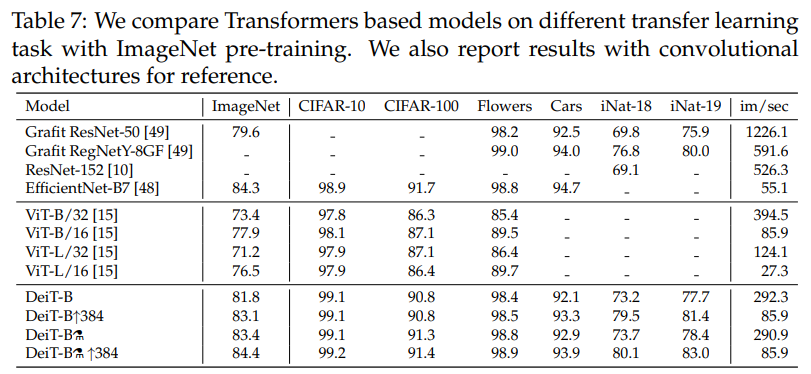 Table 7: We compare Transformers based models on different transfer learning
task with ImageNet pre-training. We also report results with convolutional
architectures for reference.
Model ImageNet CIFAR-10 CIFAR-100 Flowers Cars iNat-18 iNat-19 im/sec
Grafit ResNet-50 [49] 79.6 _ _ 98.2 92.5 69.8 75.9 1226.1
Grafit RegNetY-8GF [49] _ _ _ 99.0 94.0 76.8 80.0 591.6
ResNet-152 [10] _ _ _ _ _ 69.1 _ 526.3
EfficientNet-B7 [48] 84.3 98.9 91.7 98.8 94.7 _ _ 55.1
ViT-B/32 [15] 73.4 97.8 86.3 85.4 _ _ _ 394.5
ViT-B/16 [15] 77.9 98.1 87.1 89.5 _ _ _ 85.9
ViT-L/32 [15] 71.2 97.9 87.1 86.4 _ _ _ 124.1
ViT-L/16 [15] 76.5 97.9 86.4 89.7 _ _ _ 27.3
DeiT-B 81.8 99.1 90.8 98.4 92.1 73.2 77.7 292.3
DeiT-B↑384 83.1 99.1 90.8 98.5 93.3 79.5 81.4 85.9
DeiT-B⚗ 83.4 99.1 91.3 98.8 92.9 73.7 78.4 290.9
DeiT-B⚗ ↑384 84.4 99.2 91.4 98.9 93.9 80.1 83.0 85.9